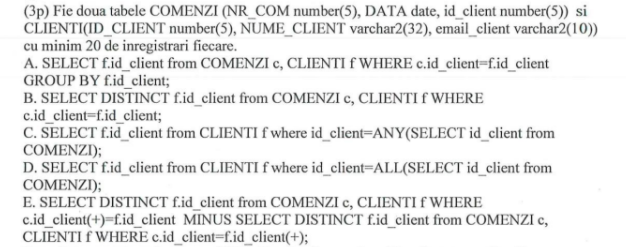 (3p) Fie doua tabele COMENZI (NR_COM number(5), DATA date, id_client number(5)) si
CLIENTI(ID_CLIENT number(5), NUME_CLIENT varchar2(32), email_client varchar2(10))
cu minim 20 de inregistrari fiecare.
A. SELECT f.id_client from COMENZI c, CLIENTI f WHERE c.id_client=f.id_client
GROUP BY f.id_client;
B. SELECT DISTINCT f.id_client from COMENZI c, CLIENTI f WHERE
c.id_client=f.id_client;
C. SELECT f.id_client from CLIENTI f where id_client=ANY(SELECT id_client from
COMENZI);
D. SELECT f.id_client from CLIENTI f where id_client=ALL(SELECT id_client from
COMENZI);
E. SELECT DISTINCT f.id_client from COMENZI c, CLIENTI f WHERE
c.id_client(+)=f.id_client MINUS SELECT DISTINCT f.id_client from COMENZI c,
CLIENTI f WHERE c.id_client=f.id_client(+);